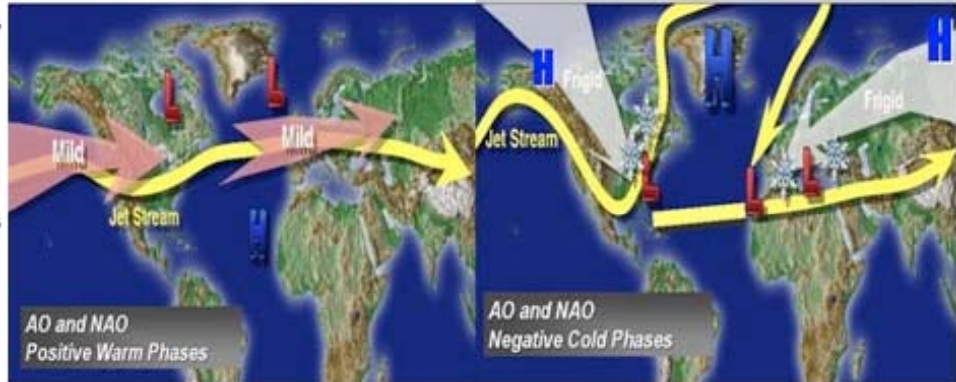 L
L
Mild
Mild
Jet Stream
H
AO and NAO
Positive Warm Phases
H
H
H
Frigid
Frigid
Jet Stream
L
L
L
AO and NAO
Negative Cold Phases